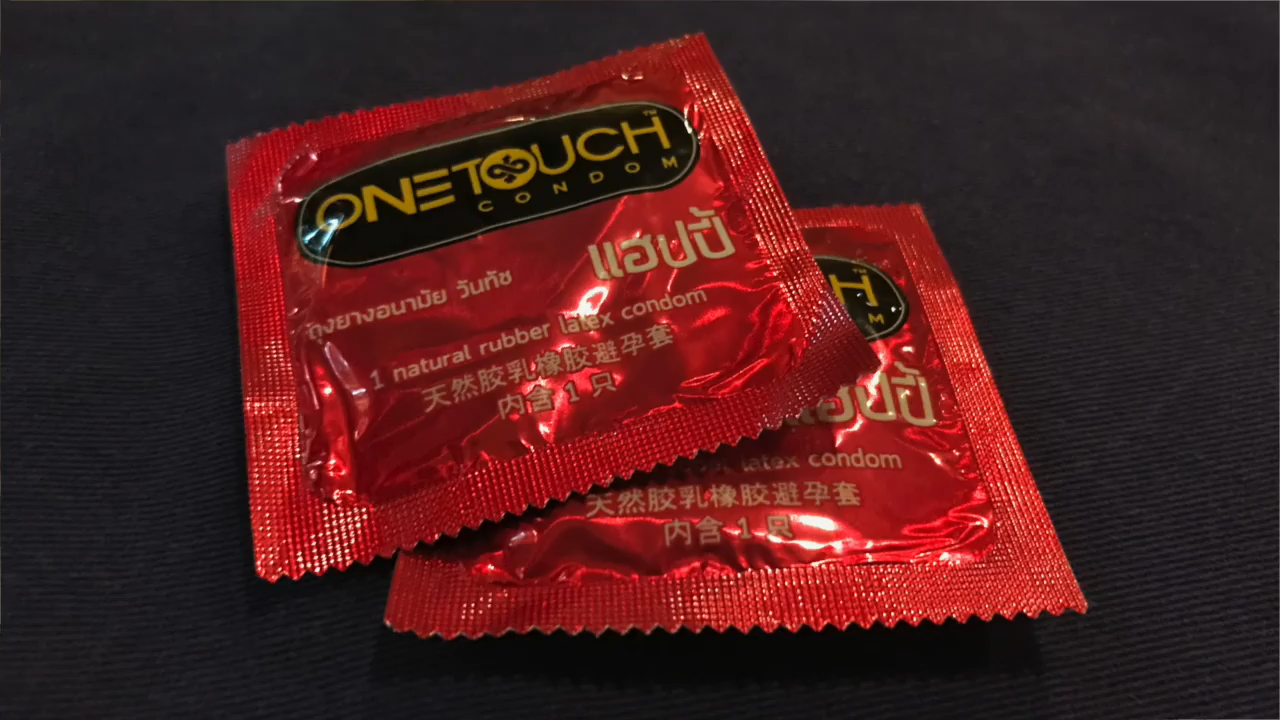 ONETOUCH™
CONDOM
แฮปปี้
ถุงยางอนามัย วันทัช
1 natural rubber latex condom
天然胶乳橡胶避孕套
内含 1 只
H™
M
แฮปปี้
latex condom
天然胶乳橡胶避孕套
内含 1 只